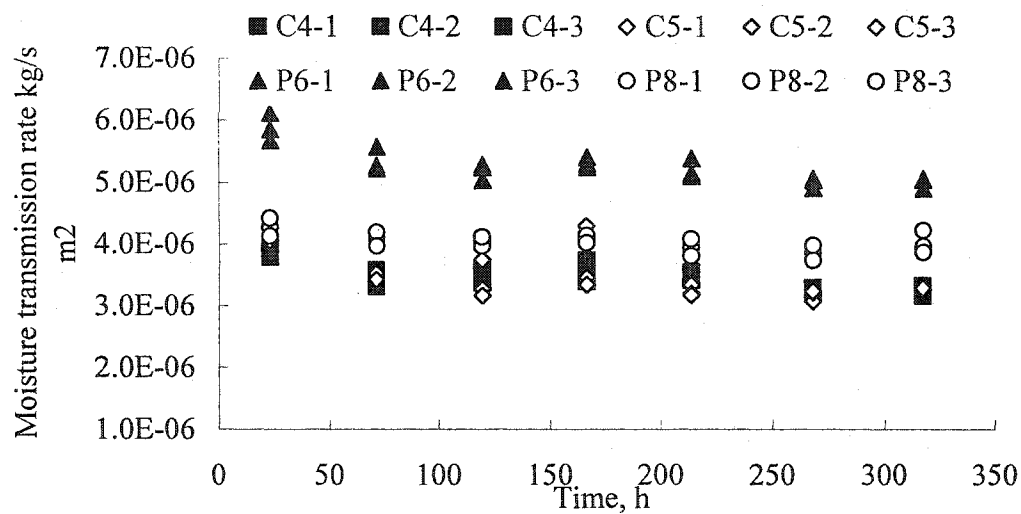 C4-1 C4-2 C4-3 C5-1 C5-2 C5-3
P6-1 P6-2 P6-3 P8-1 P8-2 P8-3
Moisture transmission rate kg/s
m2
7.0E-06
6.0E-06
5.0E-06
4.0E-06
3.0E-06
2.0E-06
1.0E-06
0 50 100 150 200 250 300 350
Time, h